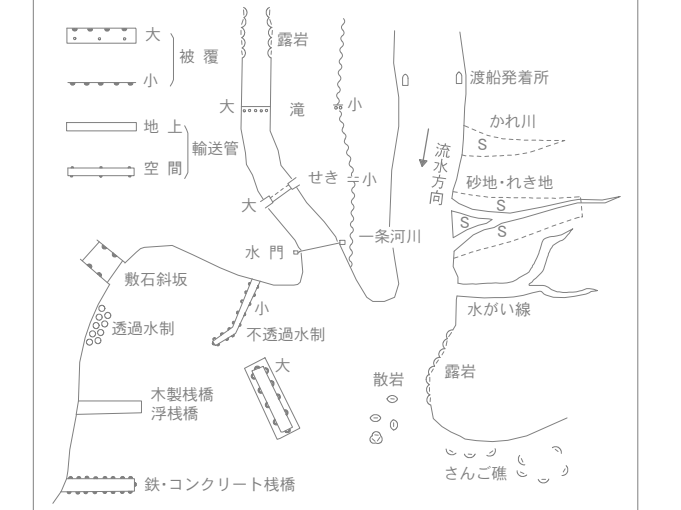 大
被覆
小
地上
輸送管
空間
露岩
大
滝
小
渡船発着所
かれ川
S
流水方向
砂地・れき地
S
S
S
せき
小
大
水門
一条河川
敷石斜坂
小
透過水制
不透過水制
水がい線
大
散岩
露岩
木製桟橋
浮桟橋
さんご礁
鉄・コンクリート桟橋